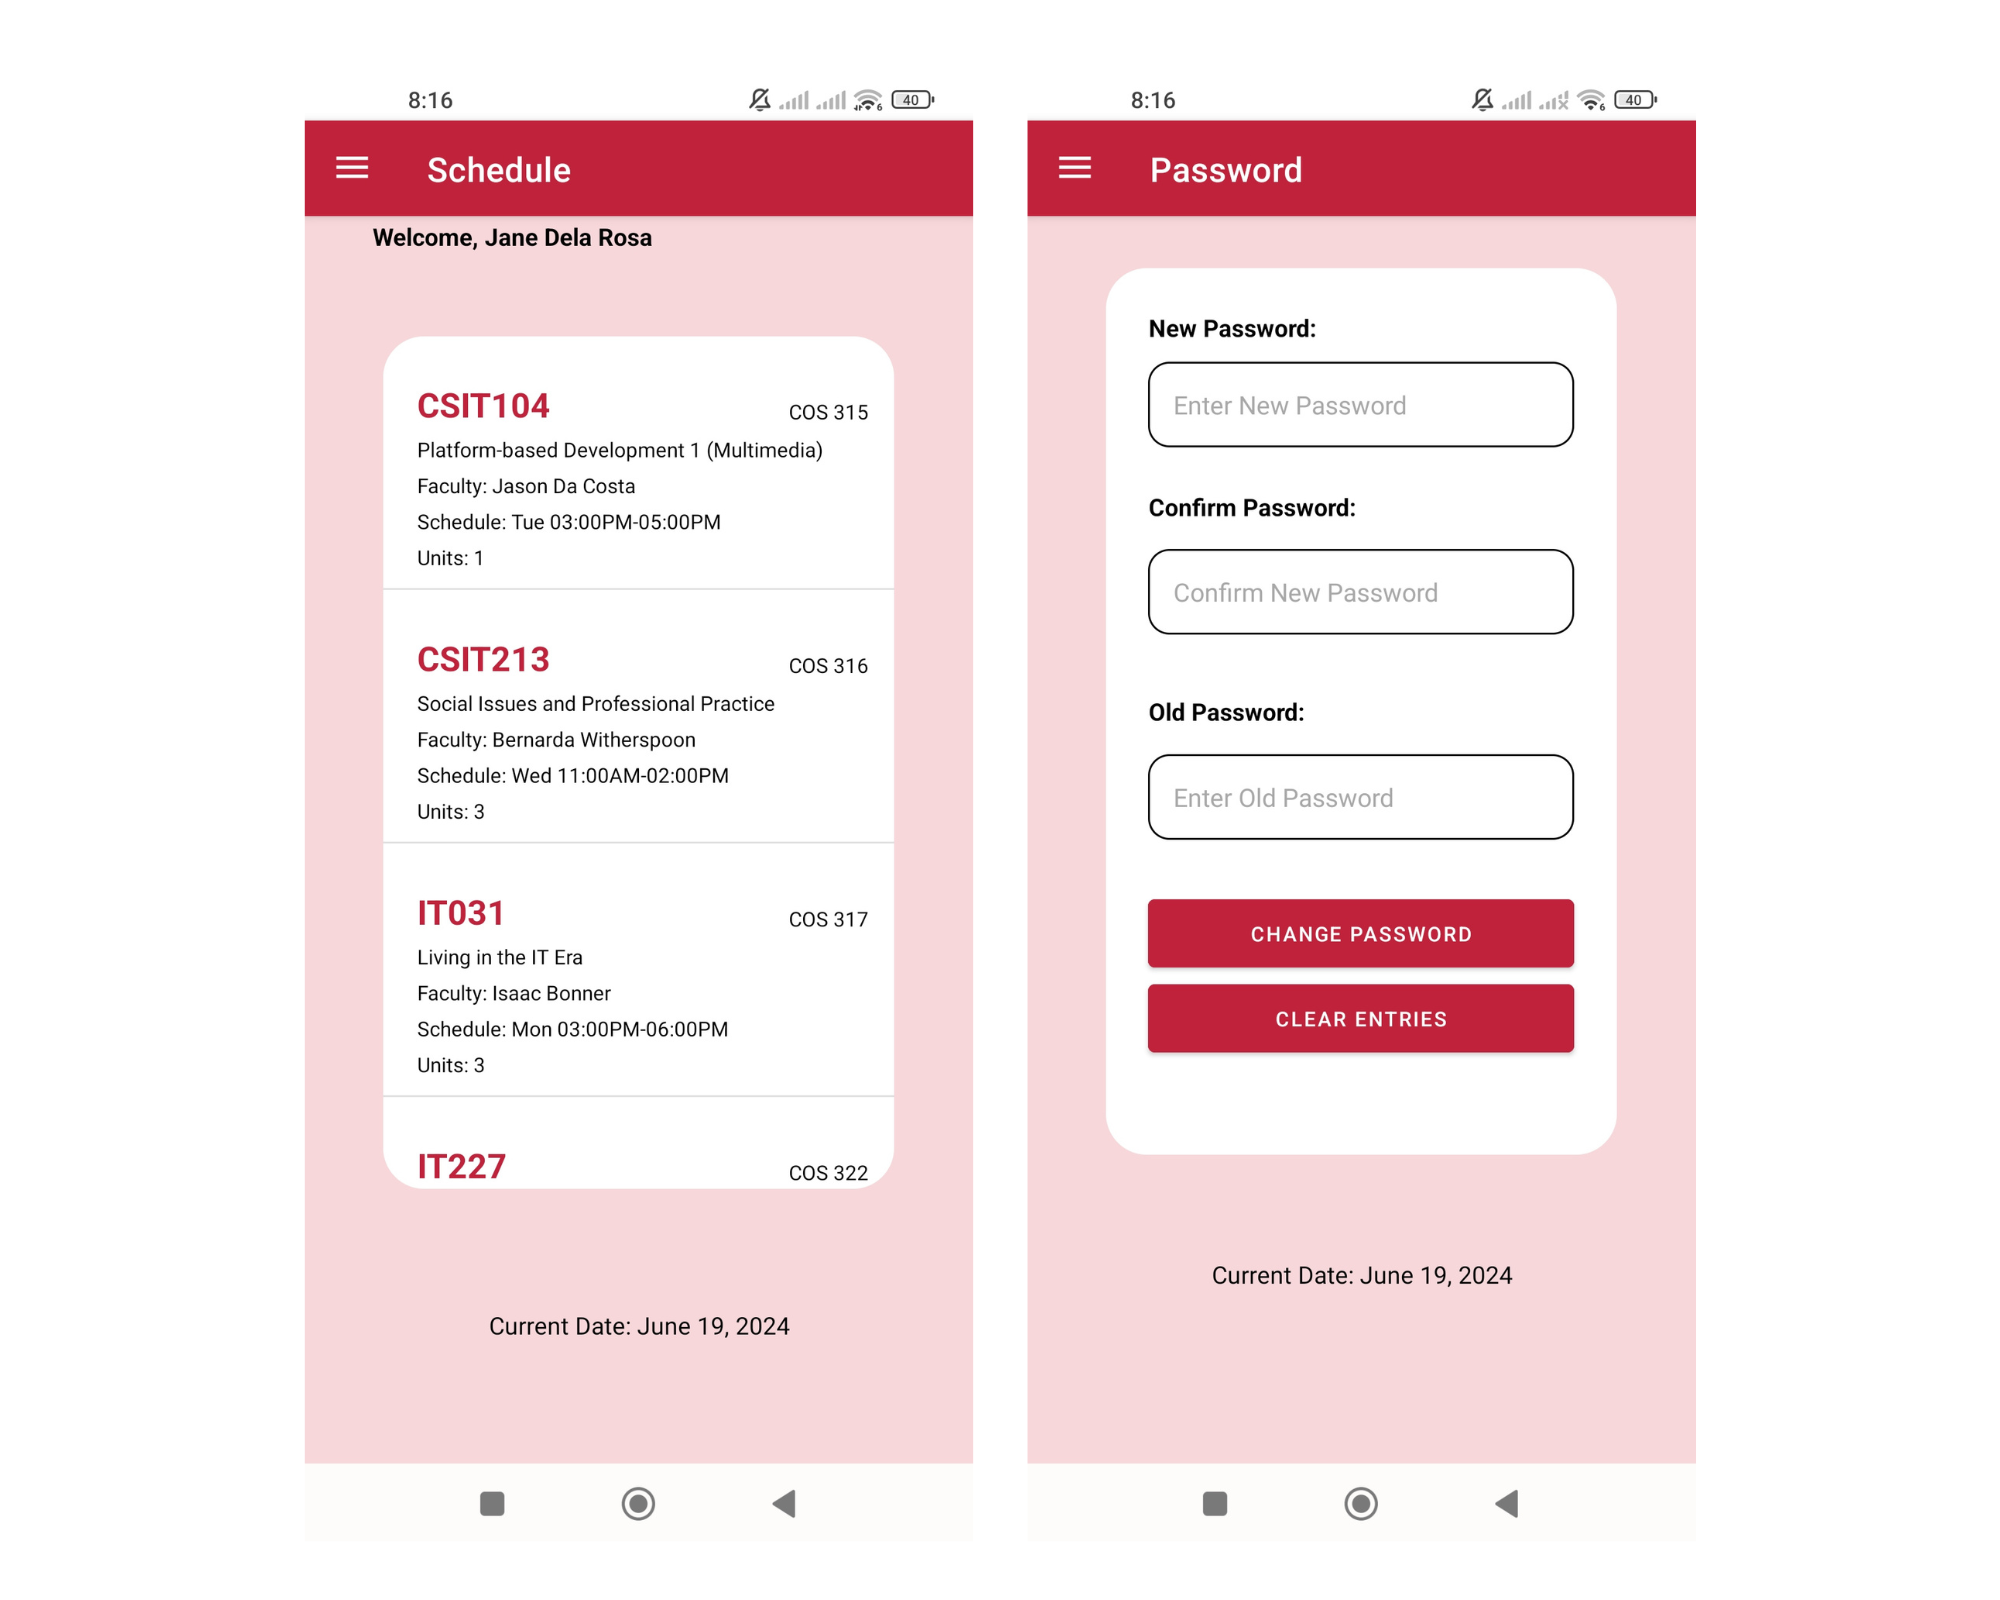 8:16
40
Schedule
Welcome, Jane Dela Rosa
CSIT104
COS 315
Platform-based Development 1 (Multimedia)
Faculty: Jason Da Costa
Schedule: Tue 03:00PM-05:00PM
Units: 1
CSIT213
COS 316
Social Issues and Professional Practice
Faculty: Bernarda Witherspoon
Schedule: Wed 11:00AM-02:00PM
Units: 3
IT031
COS 317
Living in the IT Era
Faculty: Isaac Bonner
Schedule: Mon 03:00PM-06:00PM
Units: 3
IT227
COS 322
Current Date: June 19, 2024
8:16
40
Password
New Password:
Enter New Password
Confirm Password:
Confirm New Password
Old Password:
Enter Old Password
CHANGE PASSWORD
CLEAR ENTRIES
Current Date: June 19, 2024